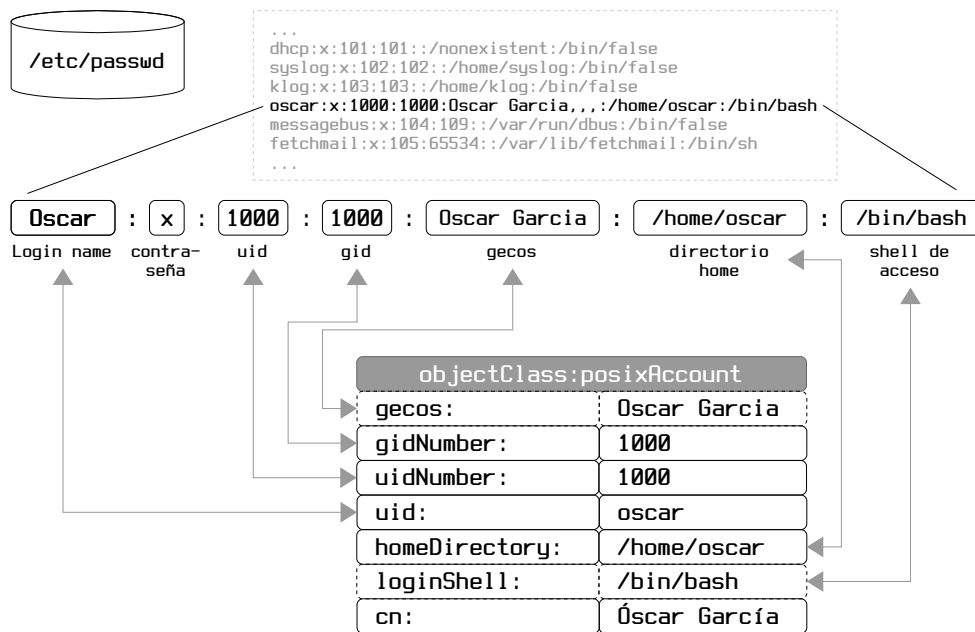 /etc/passwd
...
dhcp:x:101:101::/nonexistent:/bin/false
syslog:x:102:102::/home/syslog:/bin/false
klog:x:103:103::/home/klog:/bin/false
oscar:x:1000:1000:Oscar Garcia,,,:/home/oscar:/bin/bash
messagebus:x:104:109::/var/run/dbus:/bin/false
fetchmail:x:105:65534::/var/lib/fetchmail:/bin/sh
...
Oscar : x : 1000 : 1000 : Oscar Garcia : /home/oscar : /bin/bash
Login name contra- uid gid gecos directorio shell de
seña home acceso
objectClass:posixAccount
gecos: Oscar Garcia
gidNumber: 1000
uidNumber: 1000
uid: oscar
homeDirectory: /home/oscar
loginShell: /bin/bash
cn: Óscar García